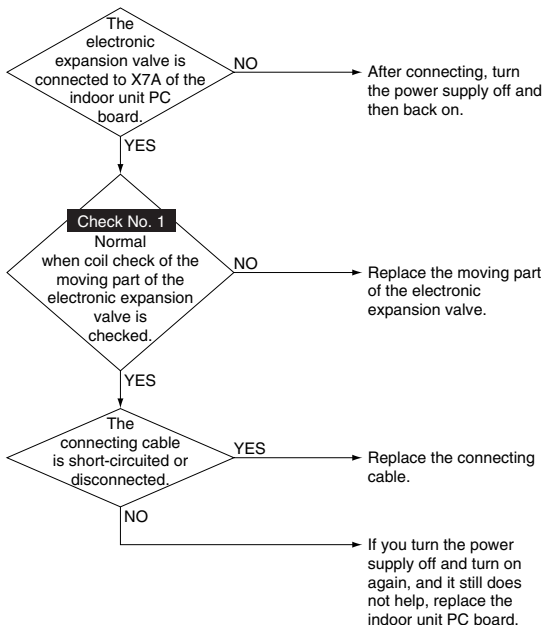 The
electronic
expansion valve is
connected to X7A of the
indoor unit PC
board.
NO
After connecting, turn
the power supply off and
then back on.
YES
Check No. 1
Normal
when coil check of the
moving part of the
electronic expansion
valve is
checked.
NO
Replace the moving part
of the electronic
expansion valve.
YES
The
connecting cable
is short-circuited or
disconnected.
YES
Replace the connecting
cable.
NO
If you turn the power
supply off and turn on
again, and it still does
not help, replace the
indoor unit PC board.